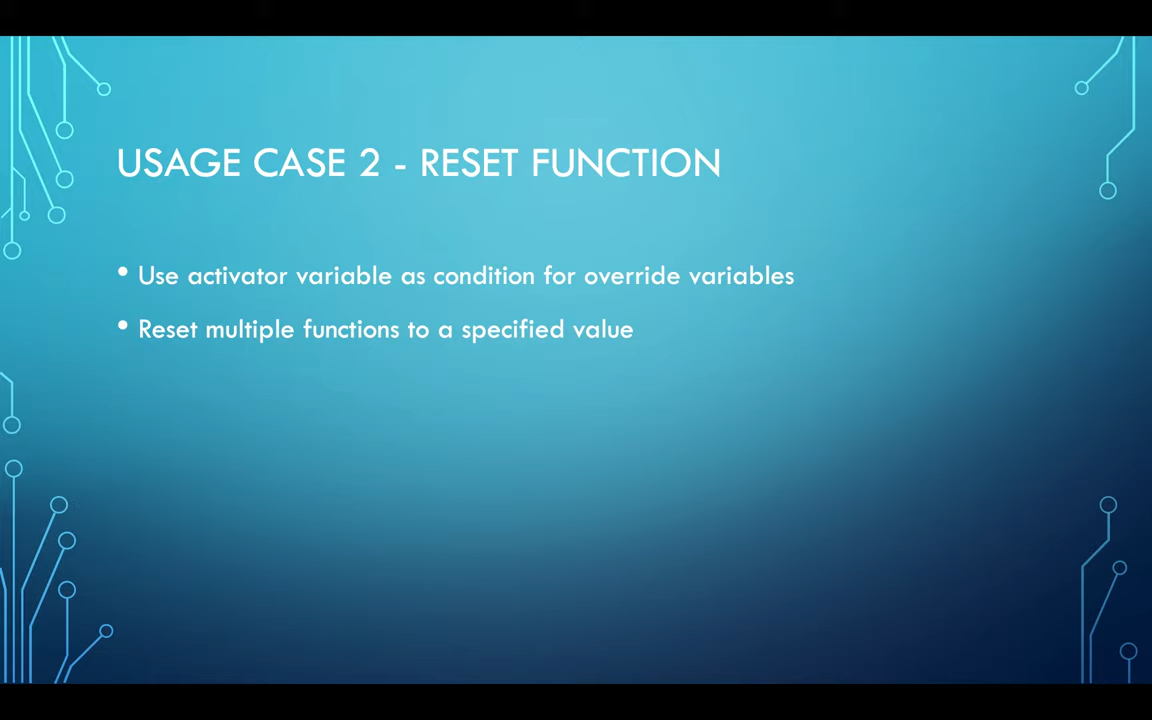 USAGE CASE 2 - RESET FUNCTION
• Use activator variable as condition for override variables
• Reset multiple functions to a specified value